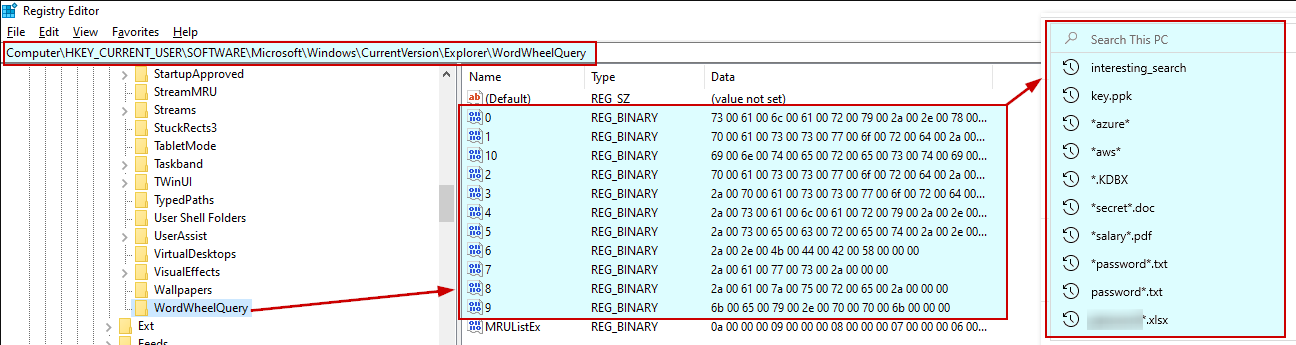 Registry Editor
File Edit View Favorites Help
Computer\HKEY_CURRENT_USER\SOFTWARE\Microsoft\Windows\CurrentVersion\Explorer\WordWheelQuery
StartupApproved
StreamMRU
Streams
StuckRects3
TabletMode
Taskband
TWinUI
TypedPaths
User Shell Folders
UserAssist
VirtualDesktops
VisualEffects
Wallpapers
WordWheelQuery
Ext
Feeds
Name Type Data
ab (Default) REG_SZ (value not set)
0 REG_BINARY 73 00 61 00 6c 00 61 00 72 00 79 00 2a 00 2e 00 78 00...
1 REG_BINARY 70 00 61 00 73 00 73 00 77 00 6f 00 72 00 64 00 2a 00...
10 REG_BINARY 69 00 6e 00 74 00 65 00 72 00 65 00 73 00 74 00 69 00...
2 REG_BINARY 70 00 61 00 73 00 73 00 77 00 6f 00 72 00 64 00 2a 00...
3 REG_BINARY 2a 00 70 00 61 00 73 00 73 00 77 00 6f 00 72 00 64 00...
4 REG_BINARY 2a 00 73 00 61 00 6c 00 61 00 72 00 79 00 2a 00 2e 00...
5 REG_BINARY 2a 00 73 00 65 00 63 00 72 00 65 00 74 00 2a 00 2e 00...
6 REG_BINARY 2a 00 2e 00 4b 00 44 00 42 00 58 00 00 00
7 REG_BINARY 2a 00 61 00 77 00 73 00 2a 00 00 00
8 REG_BINARY 2a 00 61 00 7a 00 75 00 72 00 65 00 2a 00 00 00
9 REG_BINARY 6b 00 65 00 79 00 2e 00 70 00 70 00 6b 00 00 00
MRUListEx REG_BINARY 0a 00 00 00 09 00 00 00 08 00 00 00 07 00 00 00 06 00...
Search This PC
interesting_search
key.ppk
*azure*
*aws*
*.KDBX
*secret*.doc
*salary*.pdf
*password*.txt
password*.txt
*.xlsx